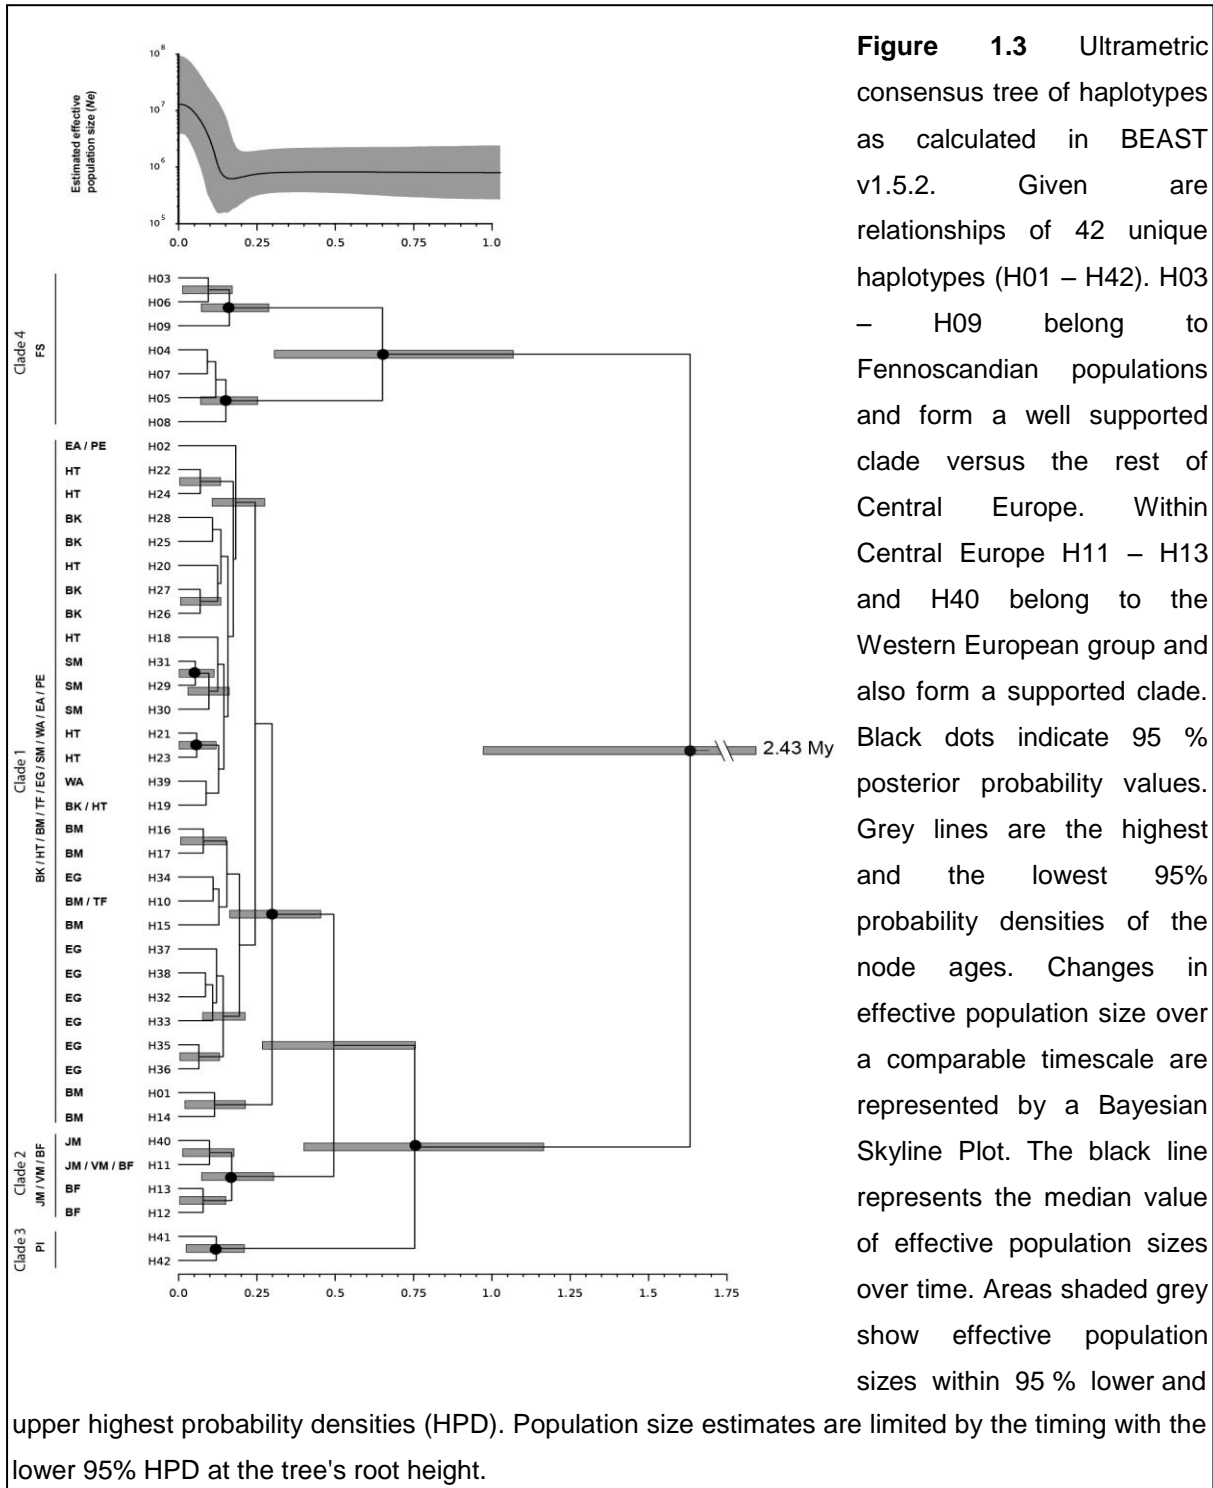 10^8
10^7
10^6
10^5
Estimated effective
population size (Ne)
0.0 0.25 0.5 0.75 1.0
Clade 4
FS
H03
H06
H09
H04
H07
H05
H08
Clade 1
BK / HT / BM / TF / EG / SM / WA / EA / PE
EA / PE H02
HT H22
HT H24
BK H28
BK H25
HT H20
BK H27
BK H26
HT H18
SM H31
SM H29
SM H30
HT H21
HT H23
WA H39
BK / HT H19
BM H16
BM H17
EG H34
BM / TF H10
BM H15
EG H37
EG H38
EG H32
EG H33
EG H35
EG H36
BM H01
BM H14
Clade 2
JM / VM / BF
JM H40
JM / VM / BF H11
BF H13
BF H12
Clade 3
PI
H41
H42
2.43 My
0.0 0.25 0.5 0.75 1.0 1.25 1.5 1.75
Figure 1.3 Ultrametric
consensus tree of haplotypes
as calculated in BEAST
v1.5.2. Given are
relationships of 42 unique
haplotypes (H01 – H42). H03
– H09 belong to
Fennoscandian populations
and form a well supported
clade versus the rest of
Central Europe. Within
Central Europe H11 – H13
and H40 belong to the
Western European group and
also form a supported clade.
Black dots indicate 95 %
posterior probability values.
Grey lines are the highest
and the lowest 95%
probability densities of the
node ages. Changes in
effective population size over
a comparable timescale are
represented by a Bayesian
Skyline Plot. The black line
represents the median value
of effective population sizes
over time. Areas shaded grey
show effective population
sizes within 95 % lower and
upper highest probability densities (HPD). Population size estimates are limited by the timing with the
lower 95% HPD at the tree's root height.